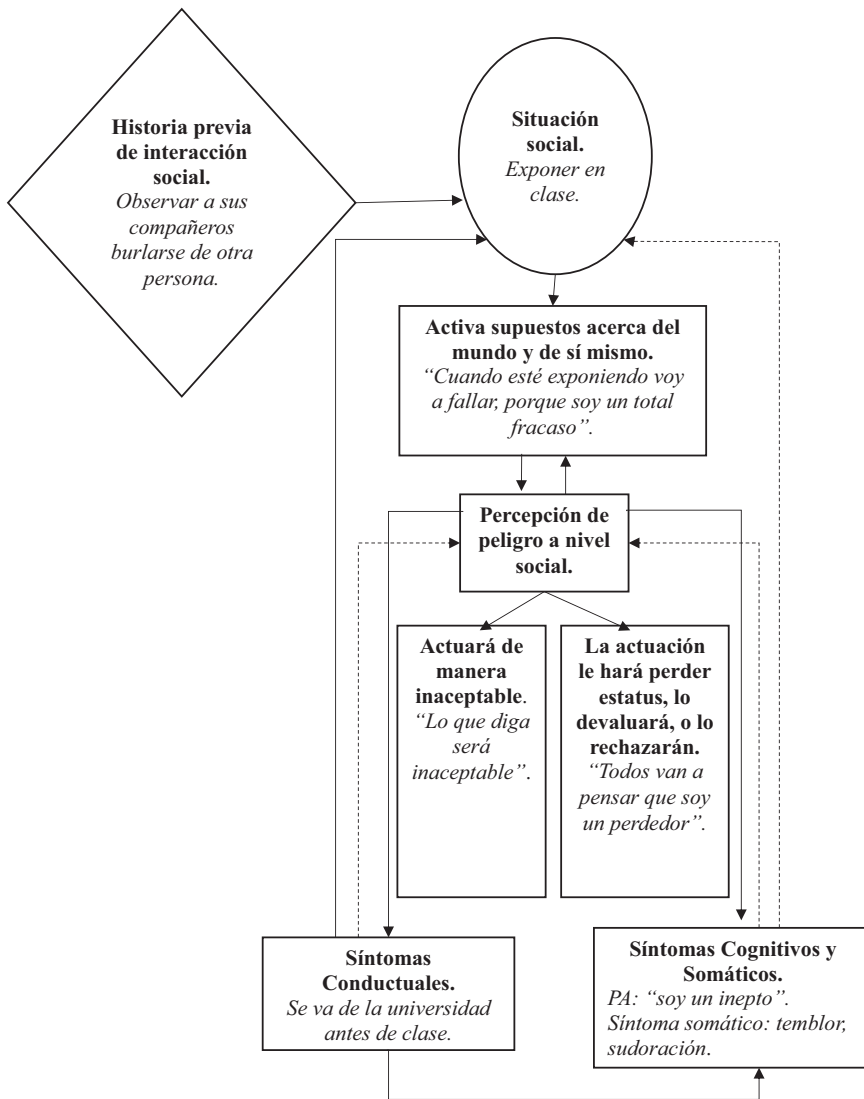 Historia previa
de interacción
social.
Observar a sus
compañeros
burlarse de otra
persona.
Situación
social.
Exponer en
clase.
Activa supuestos acerca del
mundo y de sí mismo.
“Cuando esté exponiendo voy
a fallar, porque soy un total
fracaso”.
Percepción de
peligro a nivel
social.
Actuará de
manera
inaceptable.
“Lo que diga
será
inaceptable”.
La actuación
le hará perder
estatus, lo
devaluará, o lo
rechazarán.
“Todos van a
pensar que soy
un perdedor”.
Síntomas
Conductuales.
Se va de la universidad
antes de clase.
Síntomas Cognitivos y
Somáticos.
PA: “soy un inepto”.
Síntoma somático: temblor,
sudoración.